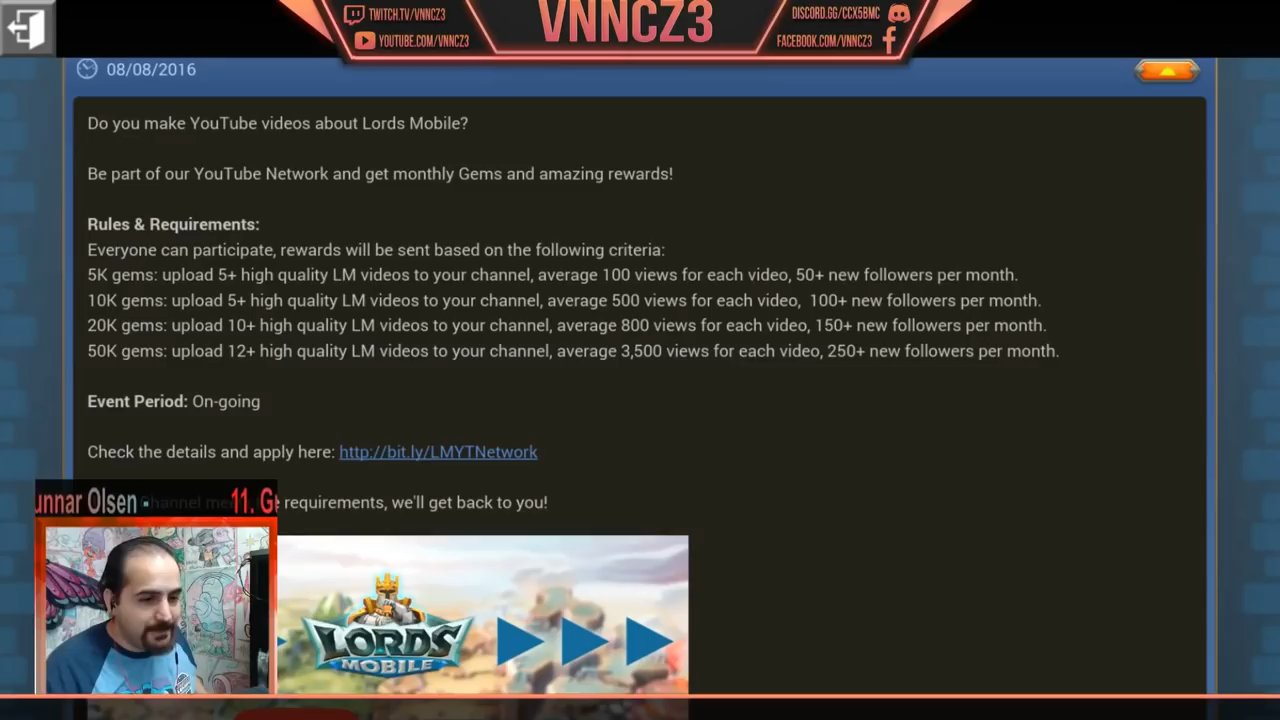 TWITCH.TV/VNNCZ3
YOUTUBE.COM/VNNCZ3
VNNCZ3
DISCORD.GG/CCX5BMC
FACEBOOK.COM/VNNCZ3
08/08/2016
Do you make YouTube videos about Lords Mobile?
Be part of our YouTube Network and get monthly Gems and amazing rewards!
Rules & Requirements:
Everyone can participate, rewards will be sent based on the following criteria:
5K gems: upload 5+ high quality LM videos to your channel, average 100 views for each video, 50+ new followers per month.
10K gems: upload 5+ high quality LM videos to your channel, average 500 views for each video, 100+ new followers per month.
20K gems: upload 10+ high quality LM videos to your channel, average 800 views for each video, 150+ new followers per month.
50K gems: upload 12+ high quality LM videos to your channel, average 3,500 views for each video, 250+ new followers per month.
Event Period: On-going
Check the details and apply here: http://bit.ly/LMYTNetwork
Channel requirements, we'll get back to you!
unnar Olsen - 11. G
LORDS
MOBILE